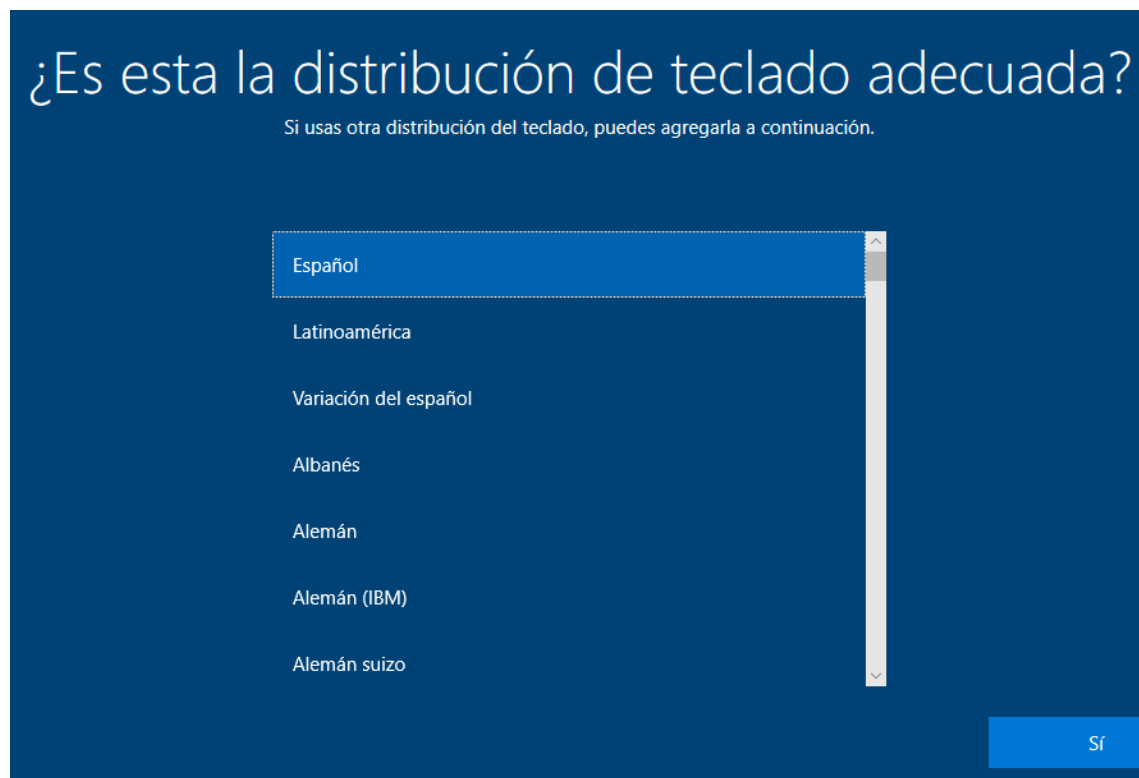 ¿Es esta la distribución de teclado adecuada?
Si usas otra distribución del teclado, puedes agregarla a continuación.
Español
Latinoamérica
Variación del español
Albanés
Alemán
Alemán (IBM)
Alemán suizo
Sí